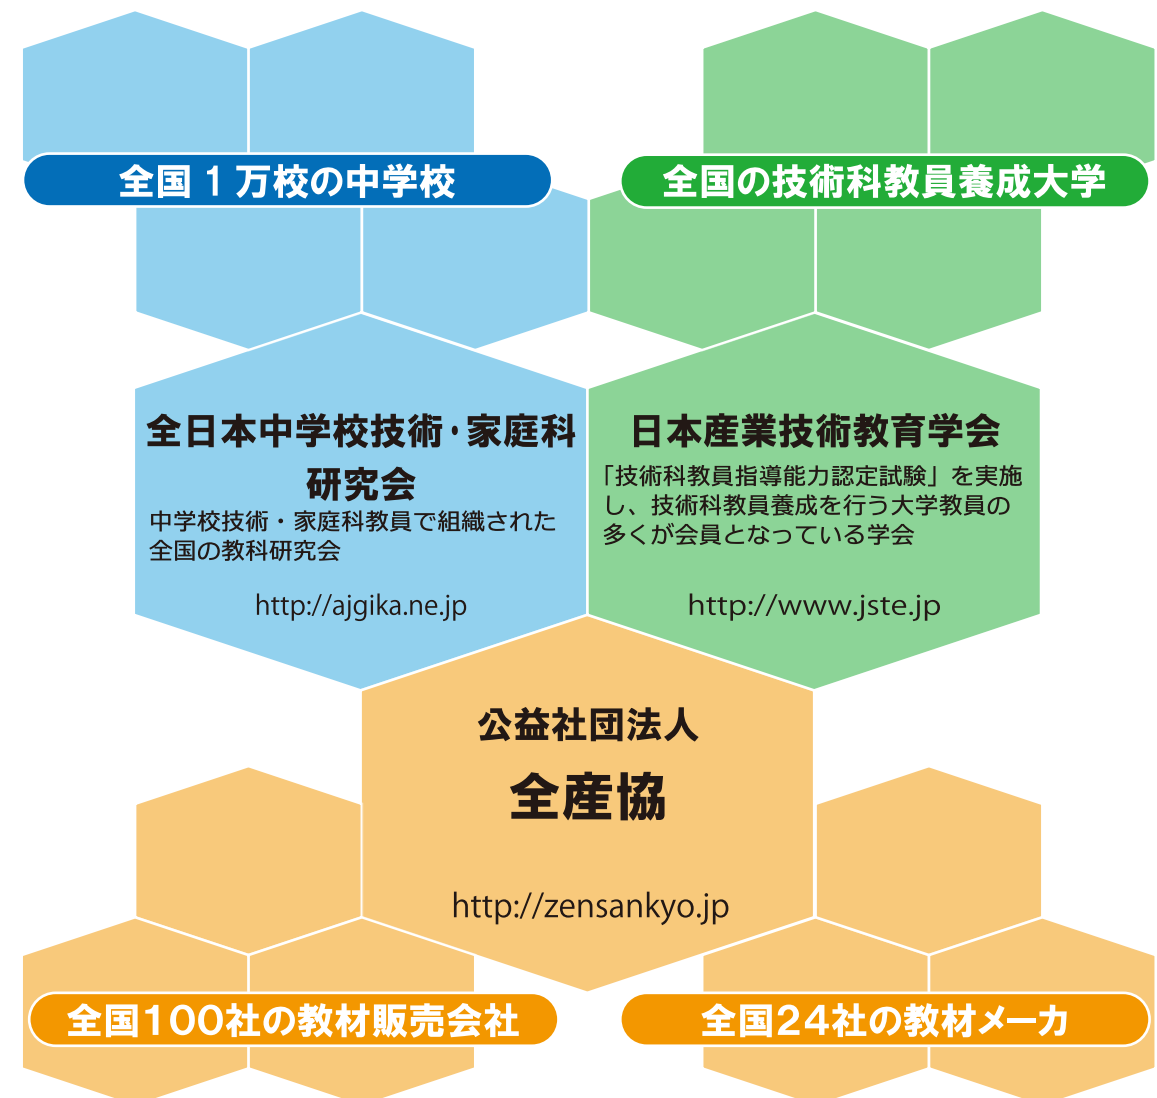 全国1万校の中学校
全国の技術科教員養成大学
全日本中学校技術・家庭科
研究会
中学校技術・家庭科教員で組織された
全国の教科研究会
http://ajgika.ne.jp
日本産業技術教育学会
「技術科教員指導能力認定試験」を実施
し、技術科教員養成を行う大学教員の
多くが会員となっている学会
http://www.jste.jp
公益社団法人
全産協
http://zensankyo.jp
全国100社の教材販売会社
全国24社の教材メーカ